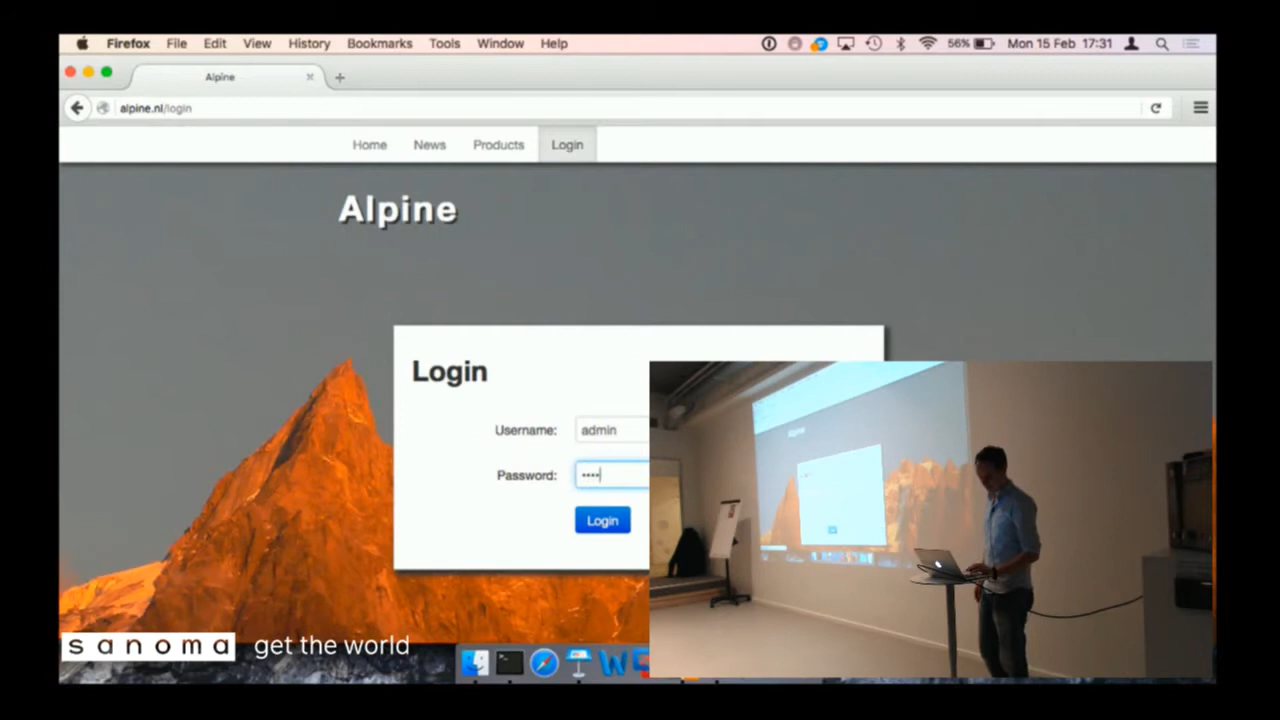 Firefox File Edit View History Bookmarks Tools Window Help 56% Mon 15 Feb 17:31
Alpine
alpine.nl/login
Home News Products Login
Alpine
Login
Username: admin
Password: ••••
Login
sanoma get the world